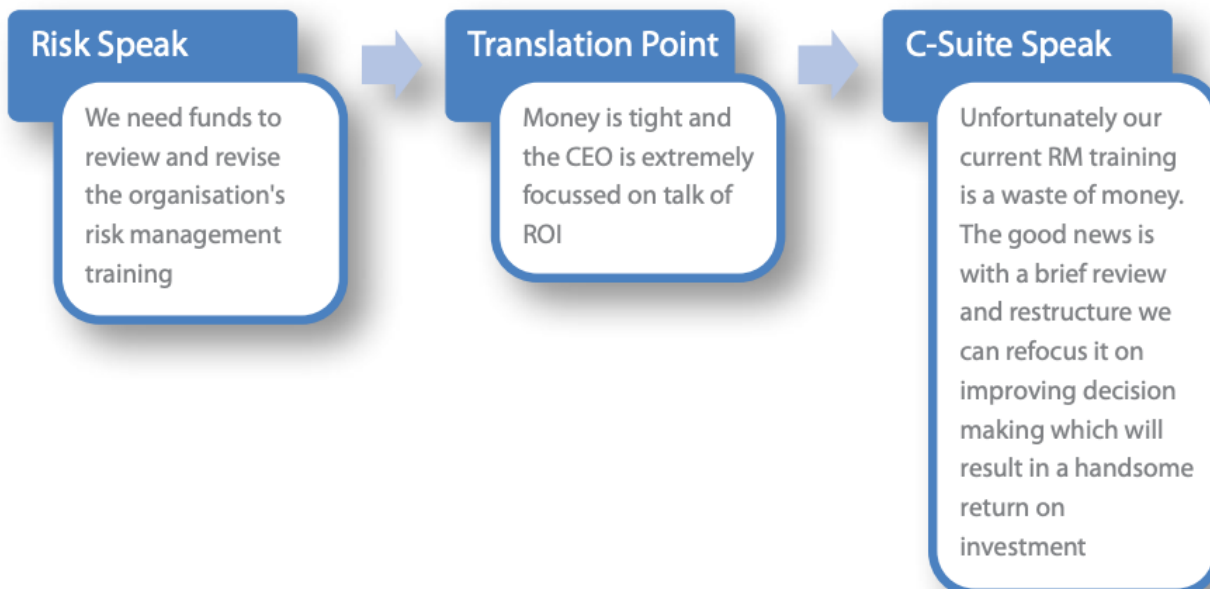 Risk Speak
We need funds to
review and revise
the organisation's
risk management
training
Translation Point
Money is tight and
the CEO is extremely
focussed on talk of
ROI
C-Suite Speak
Unfortunately our
current RM training
is a waste of money.
The good news is
with a brief review
and restructure we
can refocus it on
improving decision
making which will
result in a handsome
return on
investment